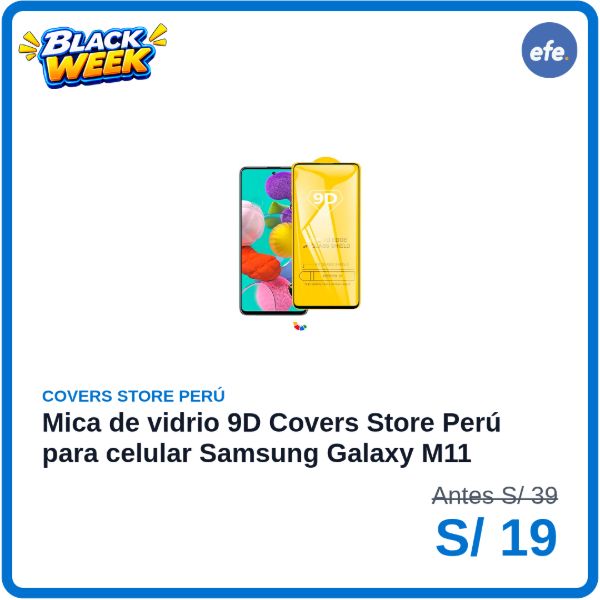 BLACK
WEEK
efe.
9D
COVERS STORE PERÚ
Mica de vidrio 9D Covers Store Perú
para celular Samsung Galaxy M11
Antes S/ 39
S/ 19